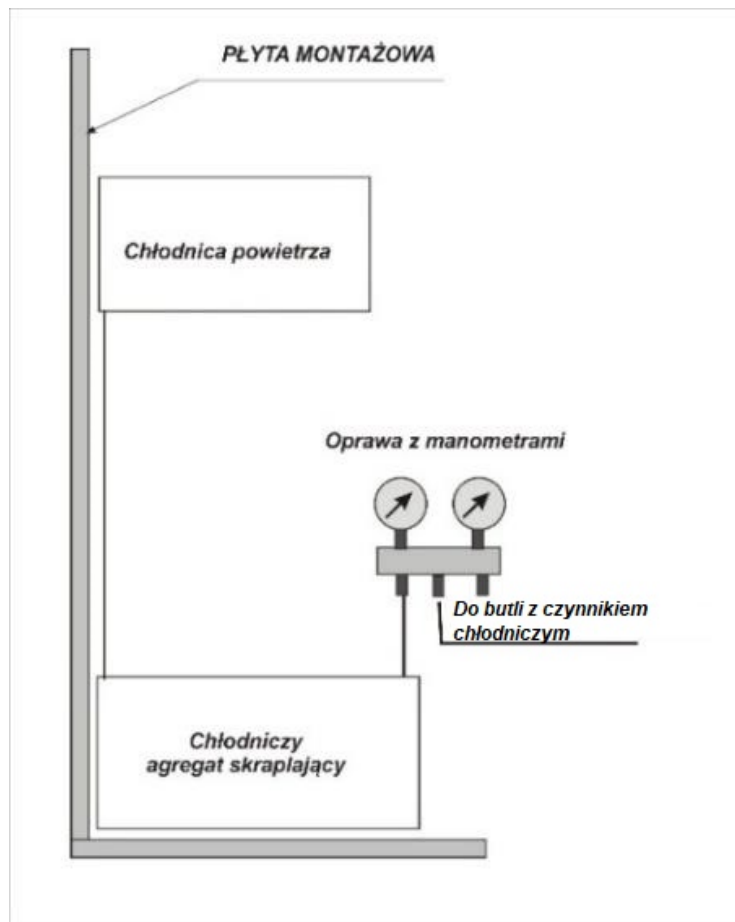 PŁYTA MONTAŻOWA
Chłodnica powietrza
Oprawa z manometrami
Do butli z czynnikiem
chłodniczym
Chłodniczy
agregat skraplający